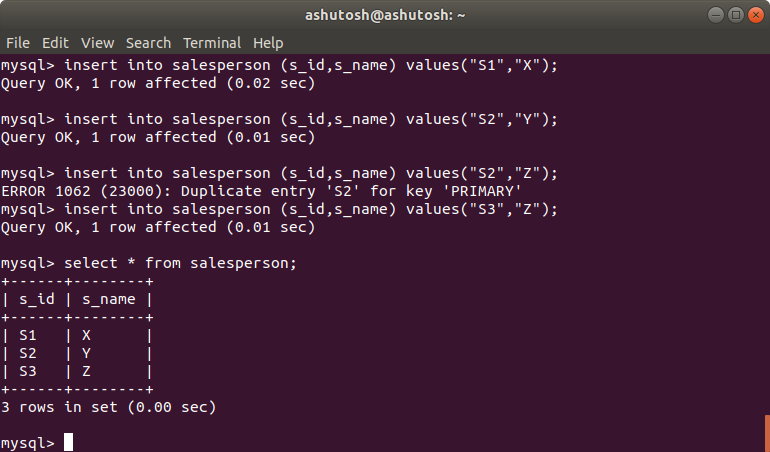 ashutosh@ashutosh: ~
File Edit View Search Terminal Help
mysql> insert into salesperson (s_id,s_name) values("S1","X");
Query OK, 1 row affected (0.02 sec)
mysql> insert into salesperson (s_id,s_name) values("S2","Y");
Query OK, 1 row affected (0.01 sec)
mysql> insert into salesperson (s_id,s_name) values("S2","Z");
ERROR 1062 (23000): Duplicate entry 'S2' for key 'PRIMARY'
mysql> insert into salesperson (s_id,s_name) values("S3","Z");
Query OK, 1 row affected (0.01 sec)
mysql> select * from salesperson;
+------+--------+
| s_id | s_name |
+------+--------+
| S1   | X      |
| S2   | Y      |
| S3   | Z      |
+------+--------+
3 rows in set (0.00 sec)
mysql>